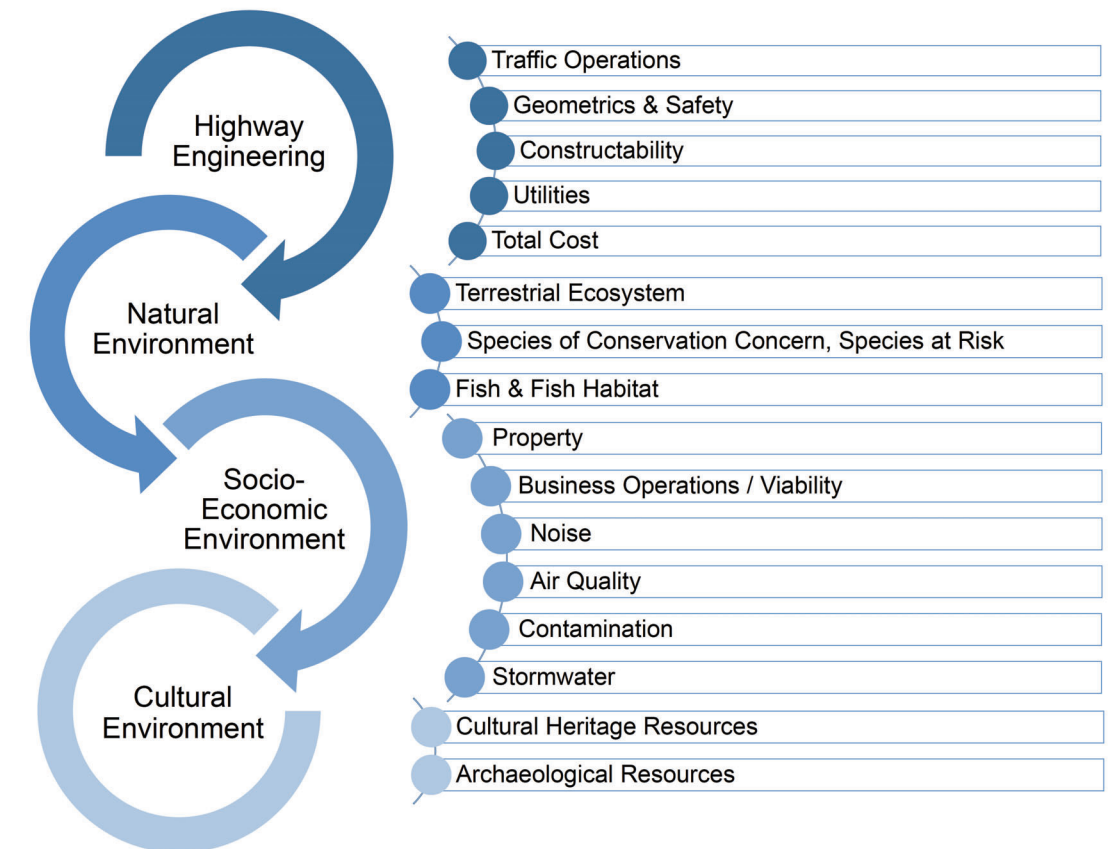 Highway
Engineering
Traffic Operations
Geometrics & Safety
Constructability
Utilities
Total Cost
Natural
Environment
Terrestrial Ecosystem
Species of Conservation Concern, Species at Risk
Fish & Fish Habitat
Socio-
Economic
Environment
Property
Business Operations / Viability
Noise
Air Quality
Contamination
Stormwater
Cultural
Environment
Cultural Heritage Resources
Archaeological Resources